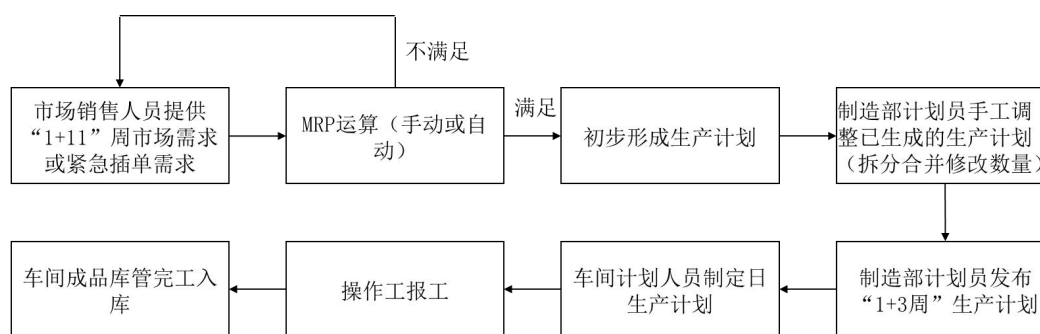 不满足
市场销售人员提供
“1+11”周市场需求
或紧急插单需求
MRP运算（手动或自
动）
满足
初步形成生产计划
制造部计划员手工调
整已生成的生产计划
（拆分合并修改数量）
车间成品库管完工入
库
操作工报工
车间计划人员制定日
生产计划
制造部计划员发布
“1+3周”生产计划